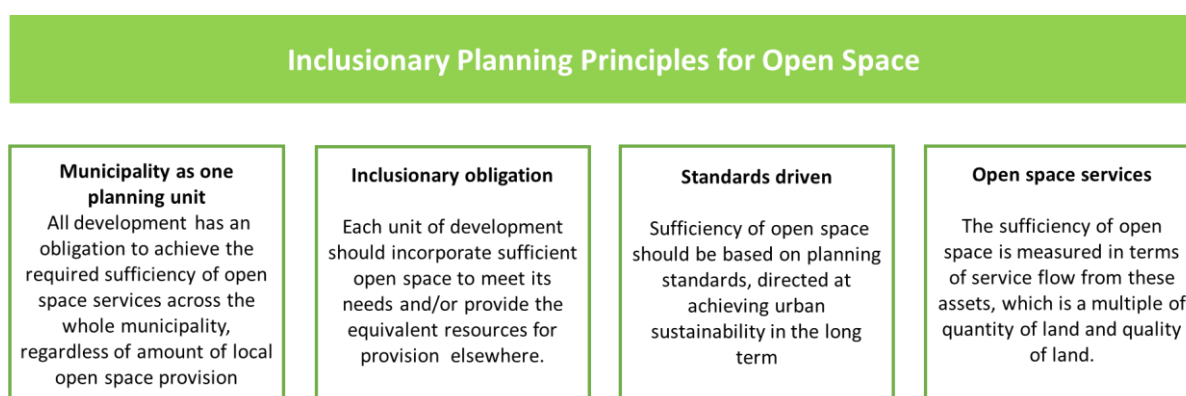 Inclusionary Planning Principles for Open Space
Municipality as one
planning unit
All development has an
obligation to achieve the
required sufficiency of open
space services across the
whole municipality,
regardless of amount of local
open space provision
Inclusionary obligation
Each unit of development
should incorporate sufficient
open space to meet its
needs and/or provide the
equivalent resources for
provision elsewhere.
Standards driven
Sufficiency of open space
should be based on planning
standards, directed at
achieving urban
sustainability in the long
term
Open space services
The sufficiency of open
space is measured in terms
of service flow from these
assets, which is a multiple of
quantity of land and quality
of land.